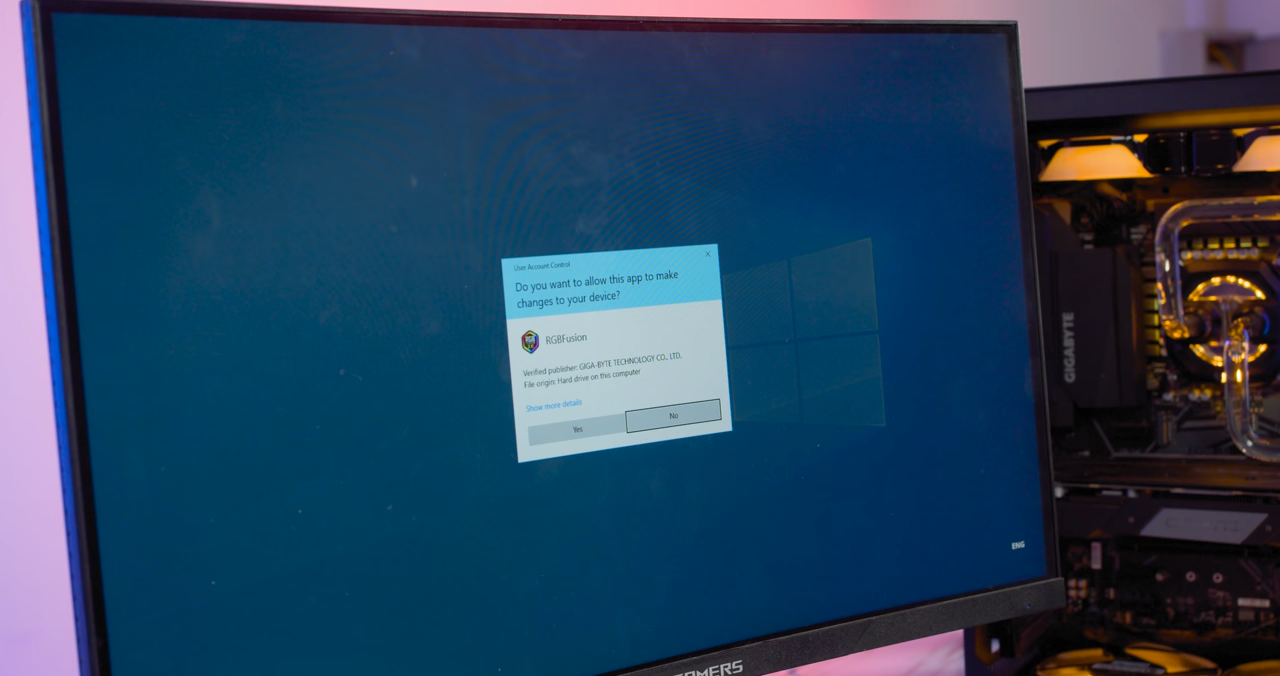 User Account Control
Do you want to allow this app to make
changes to your device?
RGBFusion
Verified publisher: GIGA-BYTE TECHNOLOGY CO., LTD.
File origin: Hard drive on this computer
Show more details
Yes
No
ENG
GIGABYTE